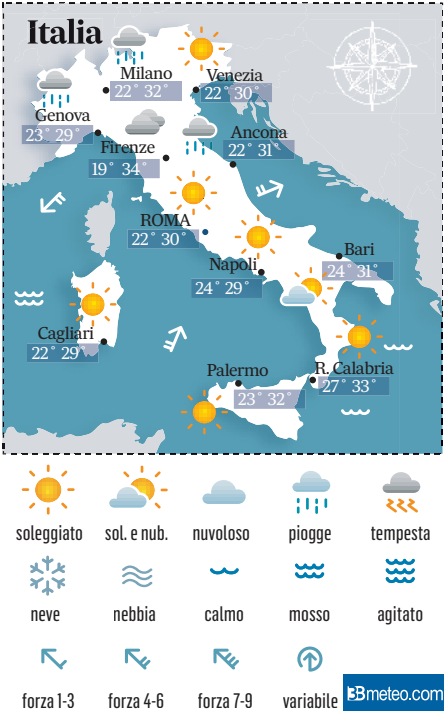 Italia
Milano
22° 32°
Venezia
22° 30°
Genova
23° 29°
Firenze
19° 34°
Ancona
22° 31°
ROMA
22° 30°
Napoli
24° 29°
Bari
24° 31°
Cagliari
22° 29°
Palermo
23° 32°
R. Calabria
27° 33°
soleggiato sol. e nub. nuvoloso piogge tempesta
neve nebbia calmo mosso agitato
forza 1-3 forza 4-6 forza 7-9 variabile
3Bmeteo.com